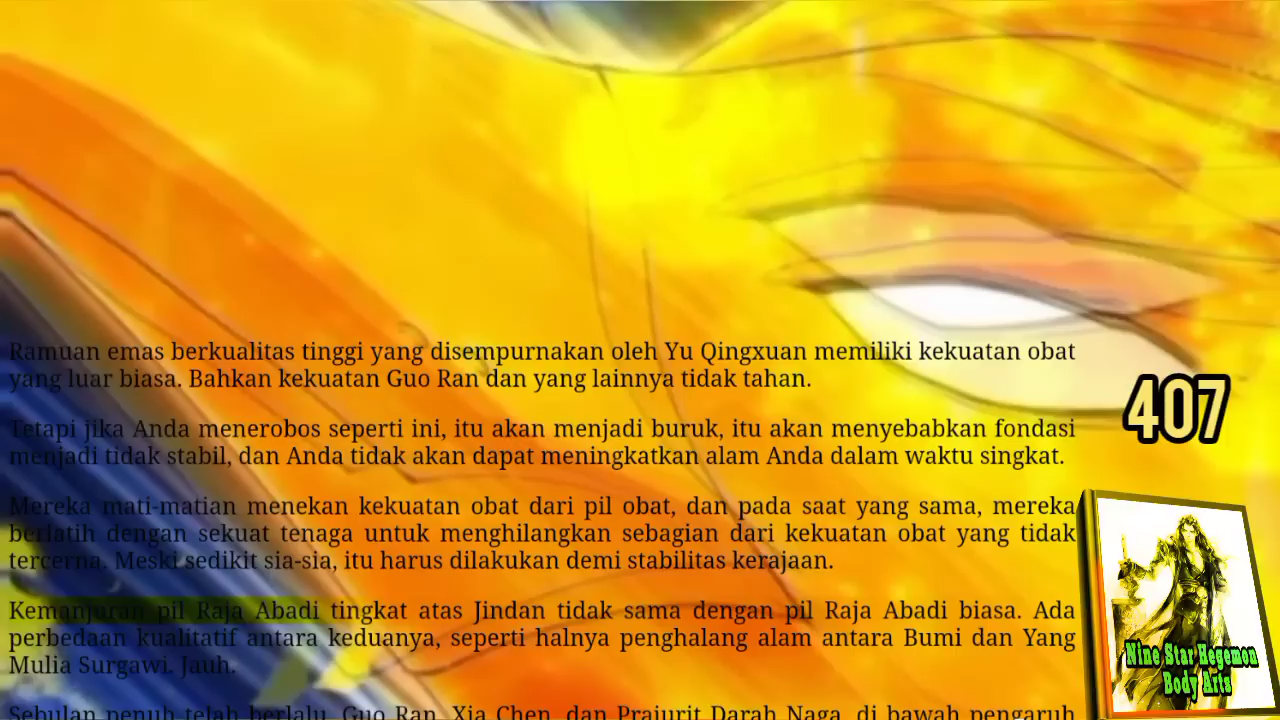 Ramuan emas berkualitas tinggi yang disempurnakan oleh Yu Qingxuan memiliki kekuatan obat
yang luar biasa. Bahkan kekuatan Guo Ran dan yang lainnya tidak tahan.
Tetapi jika Anda menerobos seperti ini, itu akan menjadi buruk, itu akan menyebabkan fondasi
menjadi tidak stabil, dan Anda tidak akan dapat meningkatkan alam Anda dalam waktu singkat.
Mereka mati-matian menekan kekuatan obat dari pil obat, dan pada saat yang sama, mereka
berlatih dengan sekuat tenaga untuk menghilangkan sebagian dari kekuatan obat yang tidak
tercerna. Meski sedikit sia-sia, itu harus dilakukan demi stabilitas kerajaan.
Kemanjuran pil Raja Abadi tingkat atas Jindan tidak sama dengan pil Raja Abadi biasa. Ada
perbedaan kualitatif antara keduanya, seperti halnya penghalang alam antara Bumi dan Yang
Mulia Surgawi. Jauh.
Sebulan penuh telah berlalu, Guo Ran, Xia Chen, dan Prajurit Darah Naga, di bawah pengaruh
407
Nine Star Hegemon
Body Arts